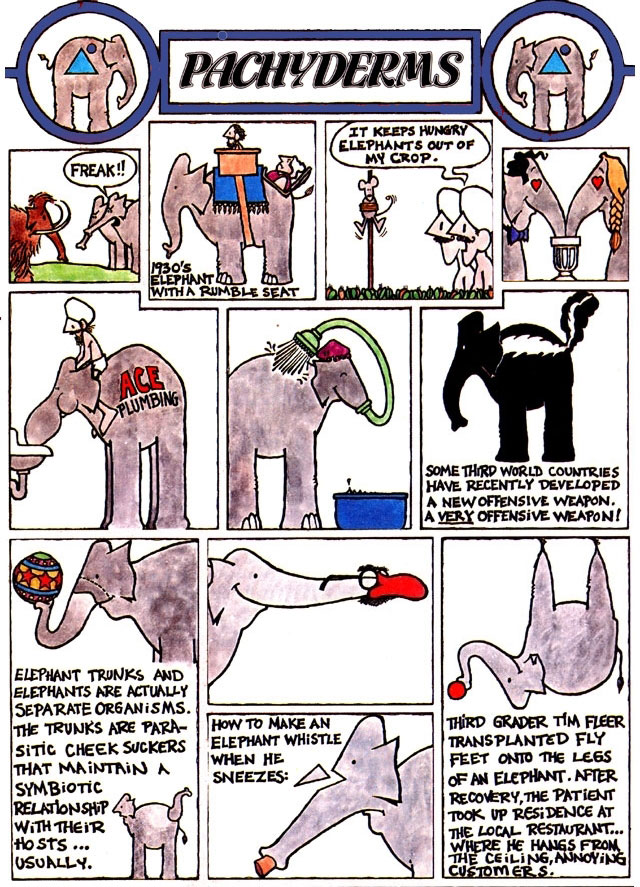 PACHYDERMS
FREAK!!
1930'S
ELEPHANT
WITH A RUMBLE SEAT
IT KEEPS HUNGRY
ELEPHANTS OUT OF
MY CROP.
ACE
PLUMBING
SOME THIRD WORLD COUNTRIES
HAVE RECENTLY DEVELOPED
A NEW OFFENSIVE WEAPON.
A VERY OFFENSIVE WEAPON!
ELEPHANT TRUNKS AND
ELEPHANTS ARE ACTUALLY
SEPARATE ORGANISMS.
THE TRUNKS ARE PARA-
SITIC CHEEK SUCKERS
THAT MAINTAIN A
SYMBIOTIC
RELATIONSHIP
WITH THEIR
HOSTS...
USUALLY.
HOW TO MAKE AN
ELEPHANT WHISTLE
WHEN HE
SNEEZES:
THIRD GRADER TIM FLEER
TRANSPLANTED FLY
FEET ONTO THE LEGS
OF AN ELEPHANT. AFTER
RECOVERY, THE PATIENT
TOOK UP RESIDENCE AT
THE LOCAL RESTAURANT...
WHERE HE HANGS FROM
THE CEILING, ANNOYING
CUSTOMERS.